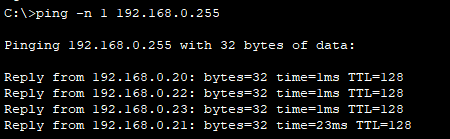 C:\>ping -n 1 192.168.0.255
Pinging 192.168.0.255 with 32 bytes of data:
Reply from 192.168.0.20: bytes=32 time=1ms TTL=128
Reply from 192.168.0.22: bytes=32 time=1ms TTL=128
Reply from 192.168.0.23: bytes=32 time=1ms TTL=128
Reply from 192.168.0.21: bytes=32 time=23ms TTL=128